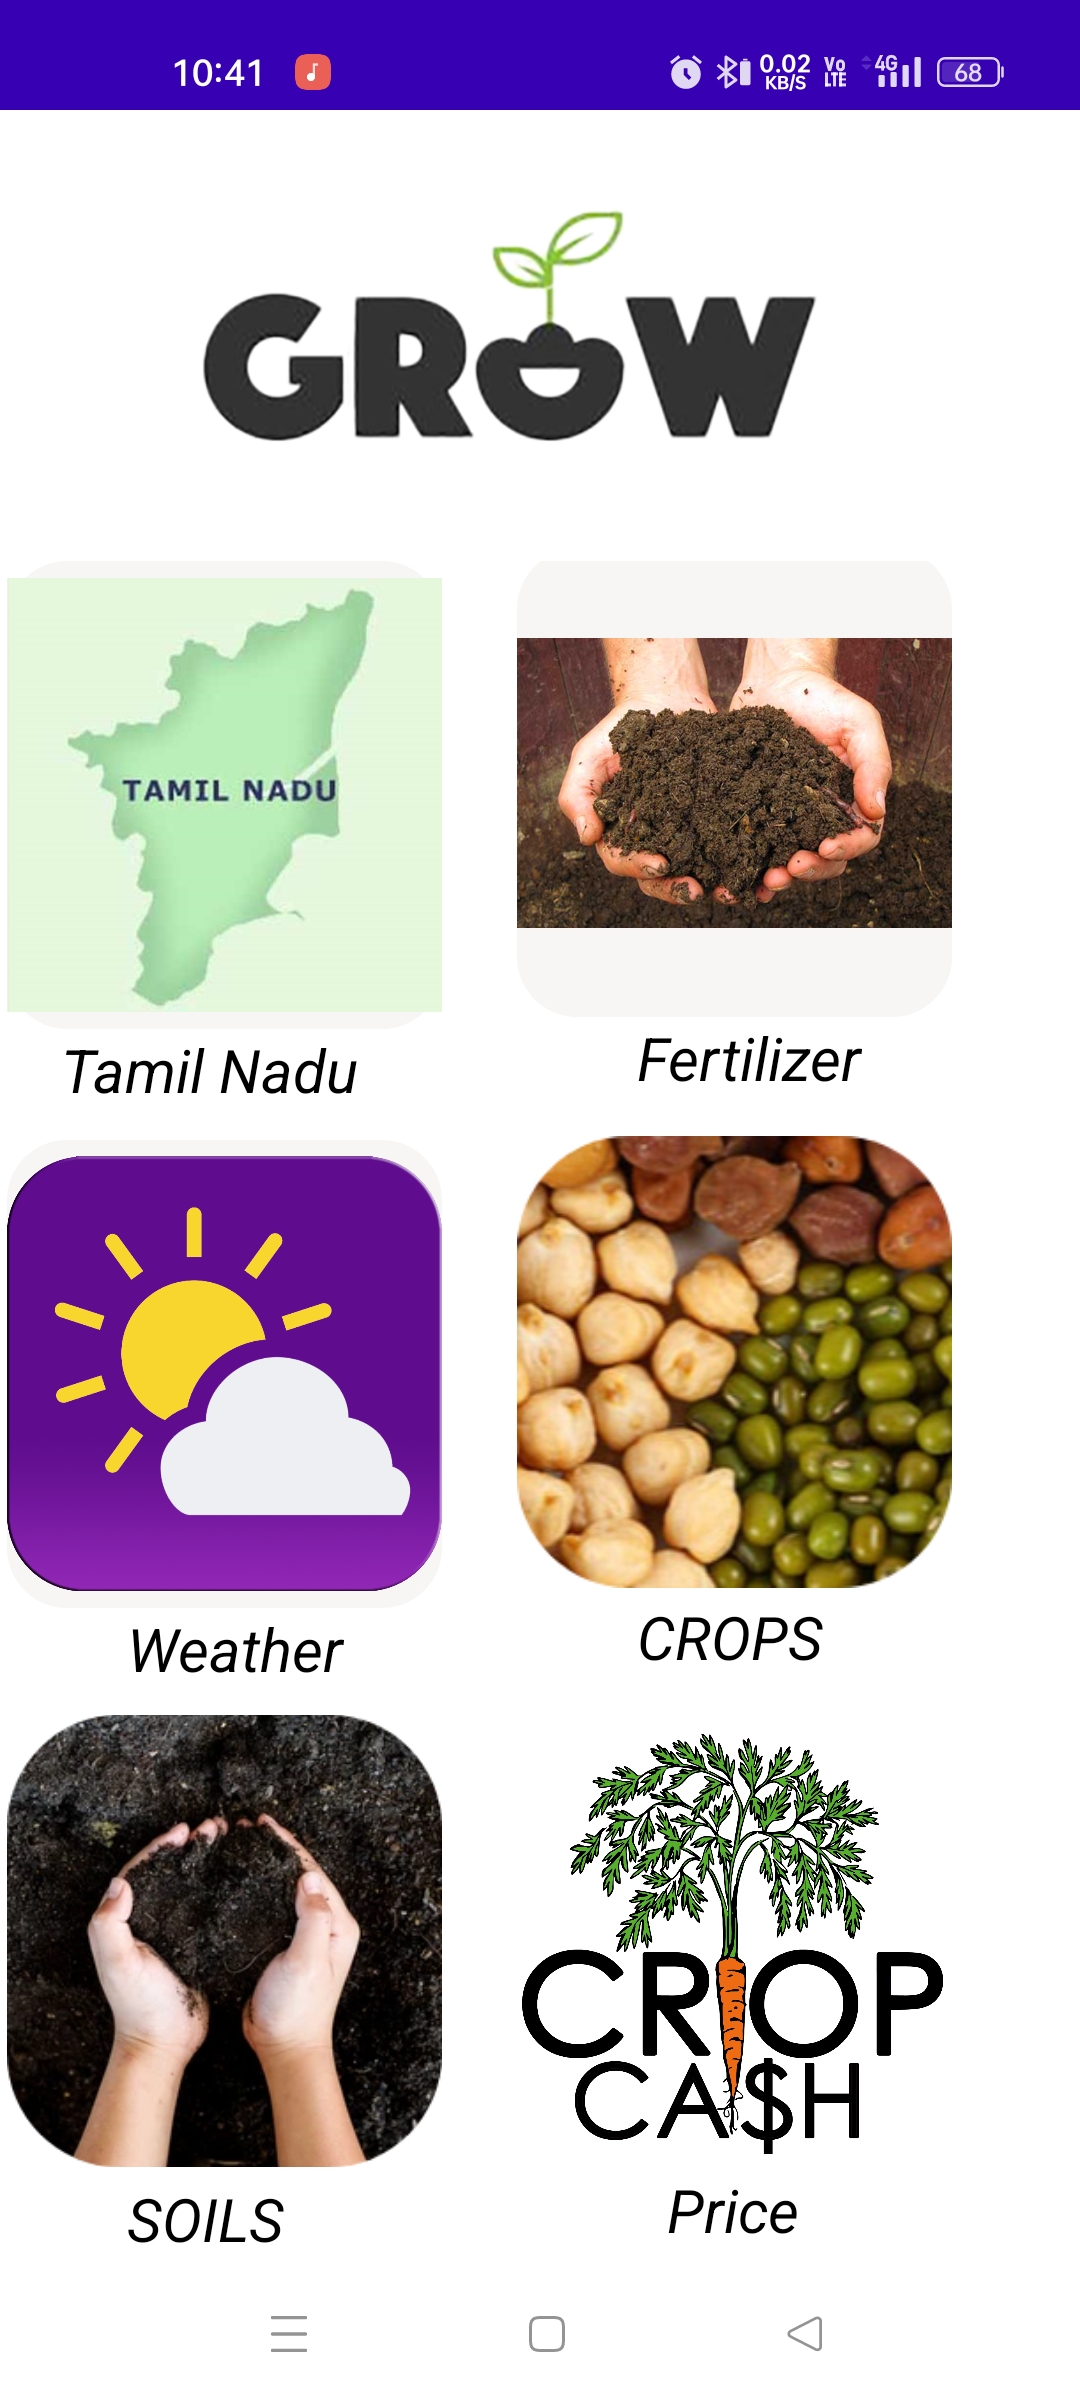 10:41
0.02
KB/S
Vo
LTE
4G
68
GROW
TAMIL NADU
Tamil Nadu
Fertilizer
Weather
CROPS
CROP
CA$H
SOILS
Price